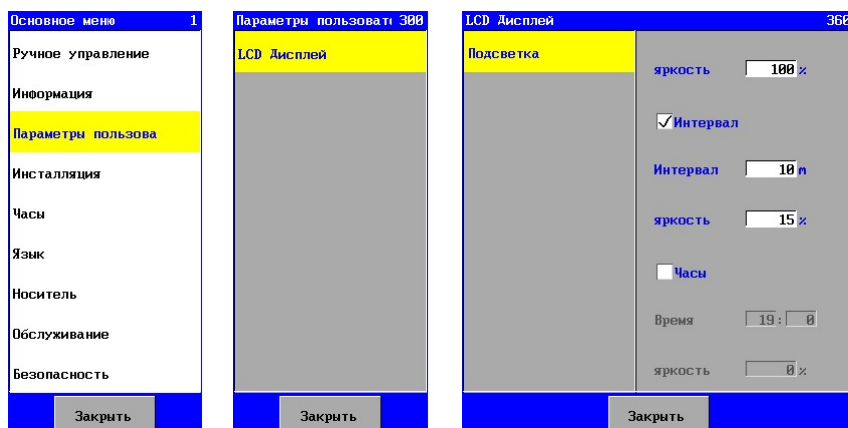 Основное меню 1
Ручное управление
Информация
Параметры пользова
Инсталляция
Часы
Язык
Носитель
Обслуживание
Безопасность
Закрыть
Параметры пользовате 300
LCD Дисплей
Закрыть
LCD Дисплей 360
Подсветка
яркость 100 %
Интервал
Интервал 10 m
яркость 15 %
Часы
Время 19 : 0
яркость 0 %
Закрыть